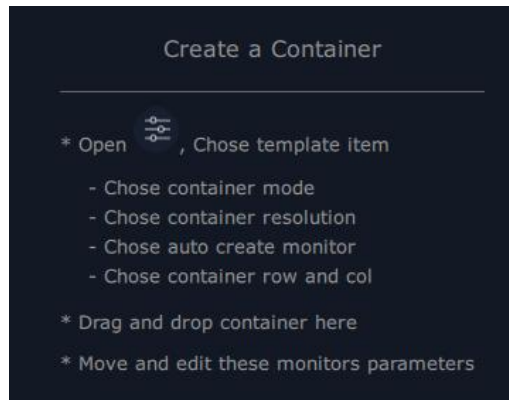 Create a Container
* Open , Chose template item
- Chose container mode
- Chose container resolution
- Chose auto create monitor
- Chose container row and col
* Drag and drop container here
* Move and edit these monitors parameters